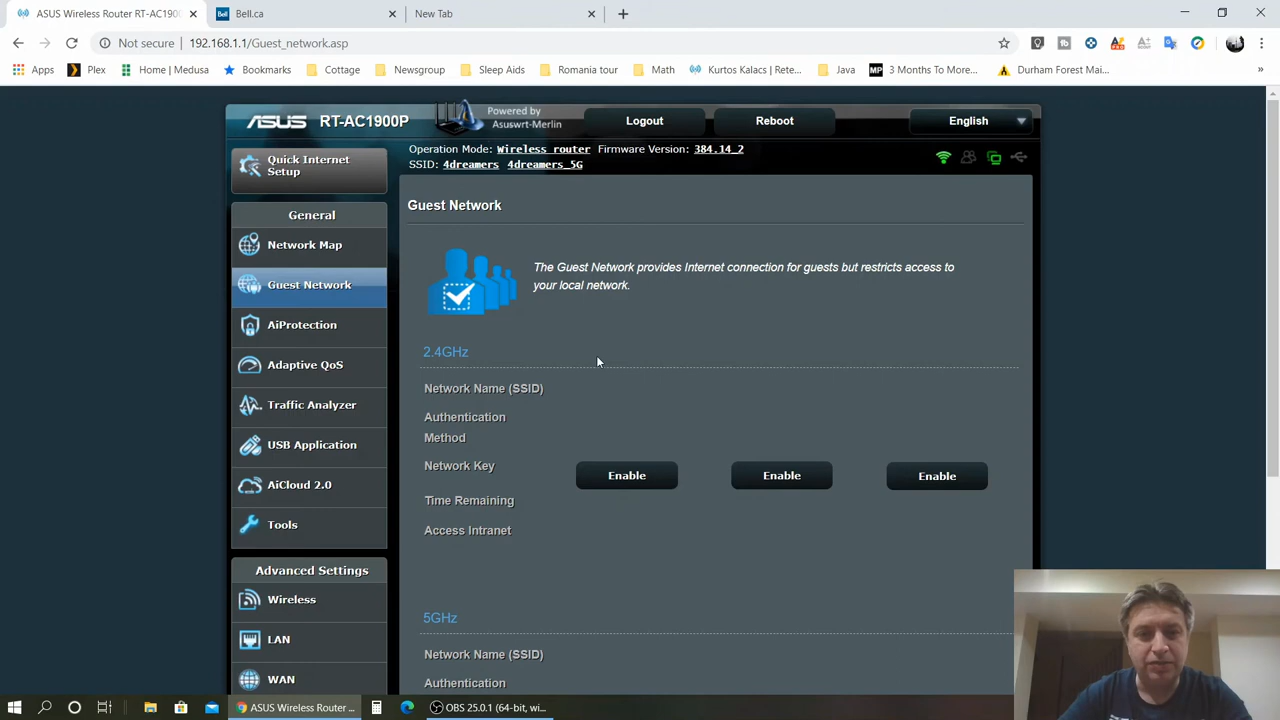 ASUS Wireless Router RT-AC1900
Bell
Bell.ca
New Tab
Not secure
192.168.1.1/Guest_network.asp
Apps
Plex
Home | Medusa
Bookmarks
Cottage
Newsgroup
Sleep Aids
Romania tour
Math
Kurtos Kalacs | Rete...
Java
MP 3 Months To More...
Durham Forest Mai...
ASUS RT-AC1900P
Powered by
Asuswrt-Merlin
Logout
Reboot
English
Quick Internet
Setup
Operation Mode: Wireless router Firmware Version: 384.14_2
SSID: 4dreamers 4dreamers_5G
General
Network Map
Guest Network
AiProtection
Adaptive QoS
Traffic Analyzer
USB Application
AiCloud 2.0
Tools
Advanced Settings
Wireless
LAN
WAN
Guest Network
The Guest Network provides Internet connection for guests but restricts access to
your local network.
2.4GHz
Network Name (SSID)
Authentication
Method
Network Key
Enable Enable Enable
Time Remaining
Access Intranet
5GHz
Network Name (SSID)
Authentication
ASUS Wireless Router ...
OBS 25.0.1 (64-bit, wi...